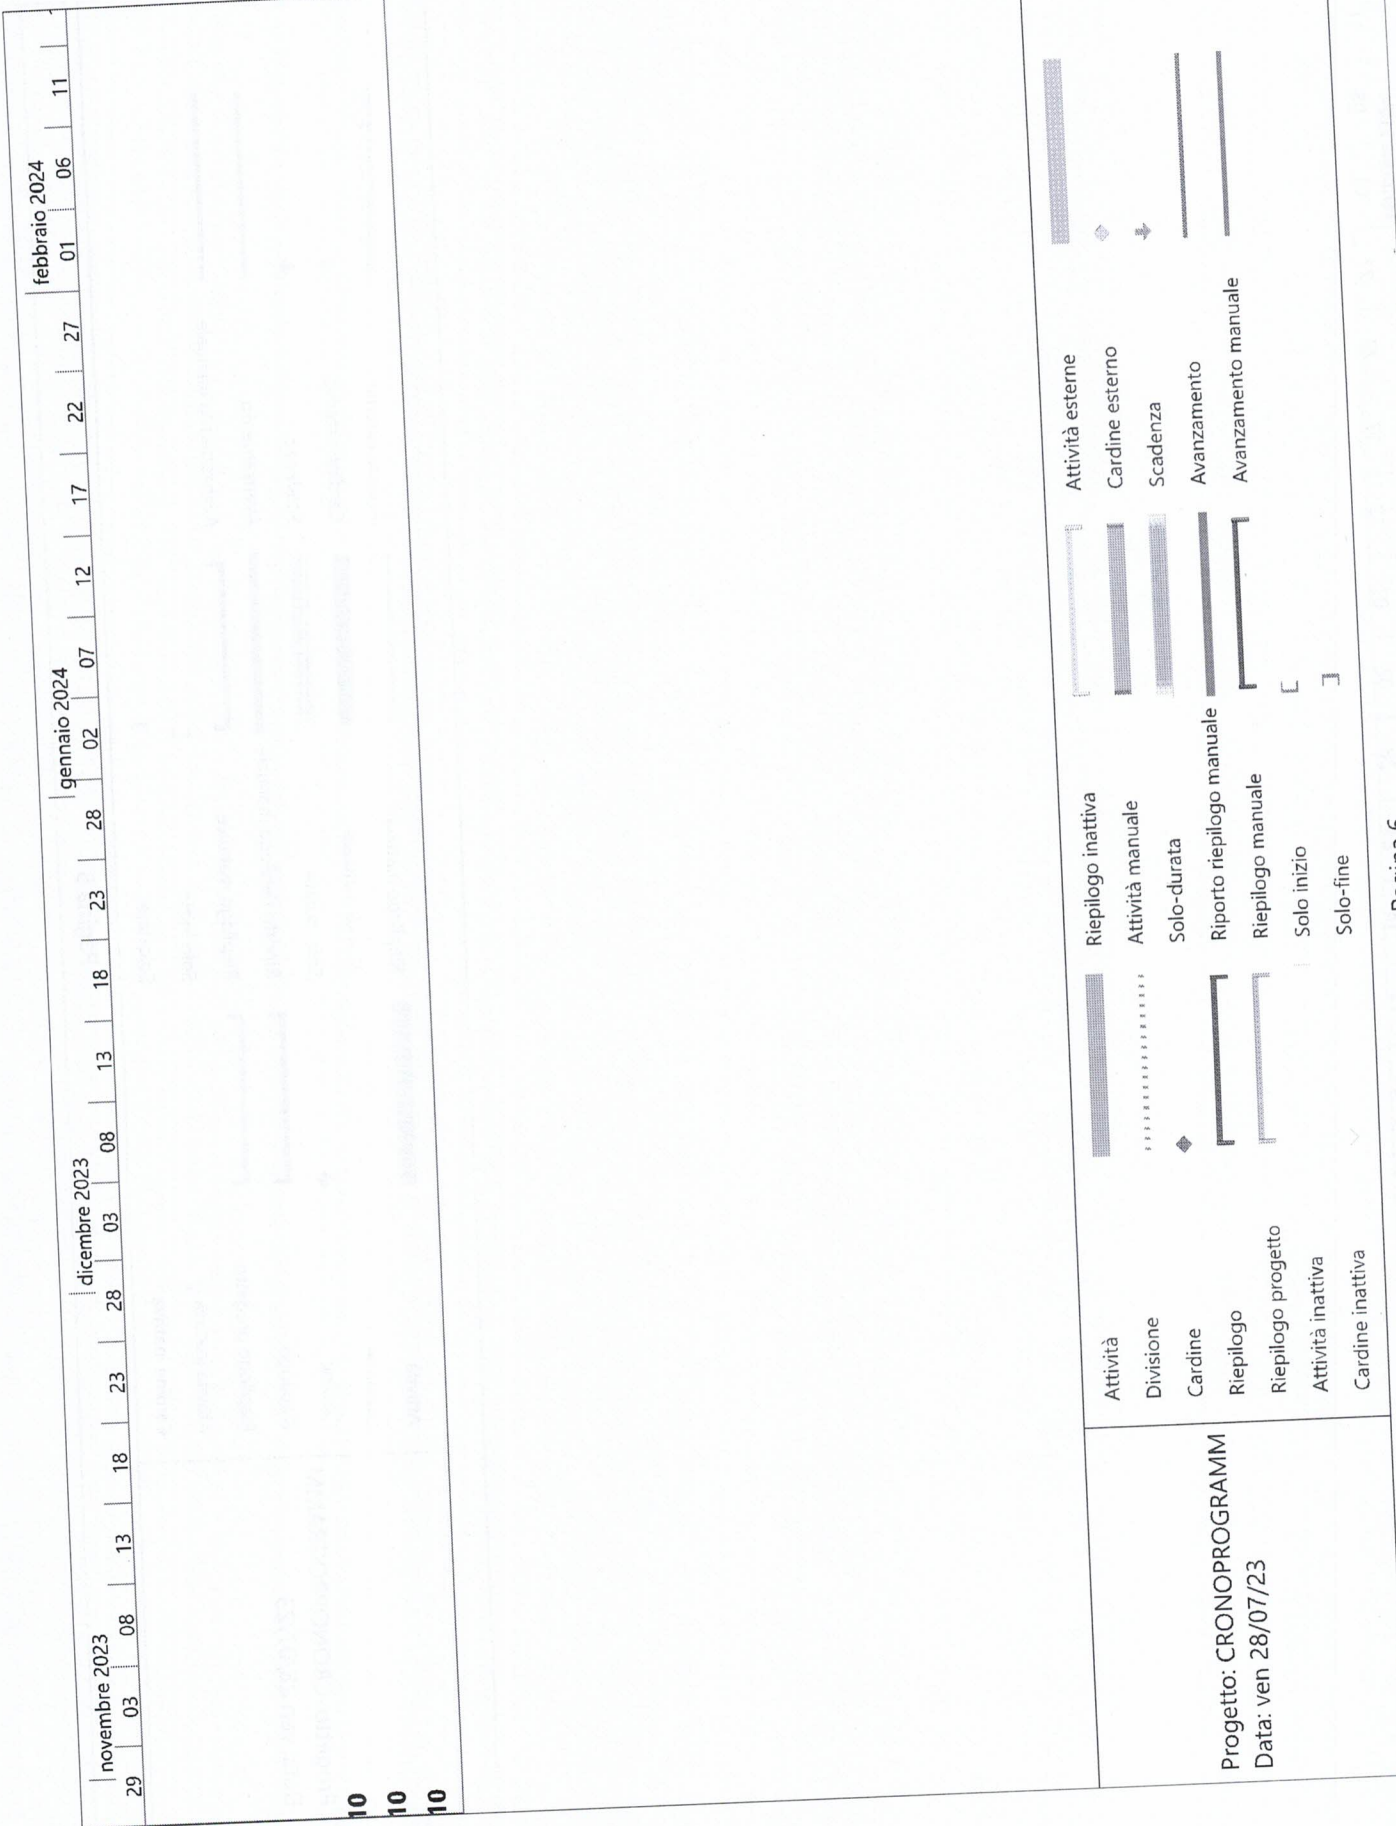 novembre 2023 dicembre 2023 gennaio 2024 febbraio 2024
29 03 08 13 18 23 28 03 08 13 18 23 28 02 07 12 17 22 27 01 06 11
10
10
10
Progetto: CRONOPROGRAMM
Data: ven 28/07/23
Attività
Divisione
Cardine
Riepilogo
Riepilogo progetto
Attività inattiva
Cardine inattiva
Riepilogo inattiva
Attività manuale
Solo-durata
Riporto riepilogo manuale
Riepilogo manuale
Solo inizio
Solo-fine
Attività esterne
Cardine esterno
Scadenza
Avanzamento
Avanzamento manuale